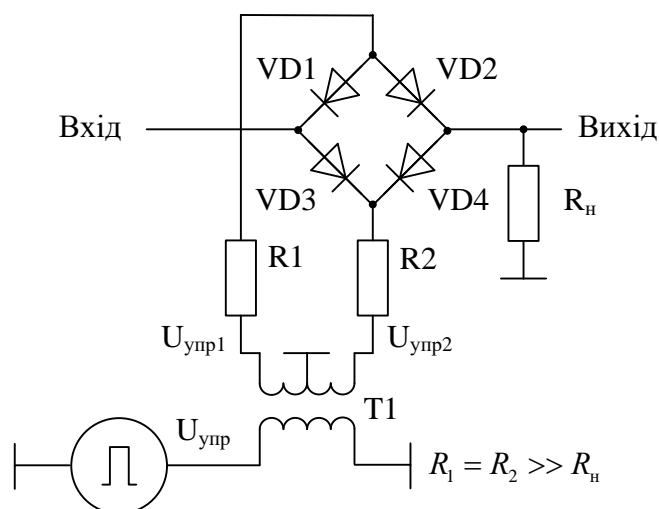 VD1 VD2
Вхід Вихід
VD3 VD4 Rн
R1 R2
Uупр1 Uупр2
T1
Uупр
R1 = R2 >> Rн